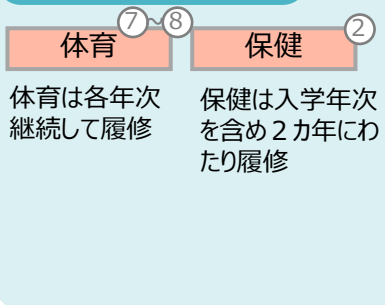 体育 ⑦~⑧
体育は各年次
継続して履修
保健 ②
保健は入学年次
を含め２カ年にわ
たり履修